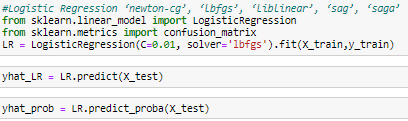 #Logistic Regression ‘newton-cg’, ‘lbfgs’, ‘liblinear’, ‘sag’, ‘saga’
from sklearn.linear_model import LogisticRegression
from sklearn.metrics import confusion_matrix
LR = LogisticRegression(C=0.01, solver='lbfgs').fit(X_train,y_train)
yhat_LR = LR.predict(X_test)
yhat_prob = LR.predict_proba(X_test)